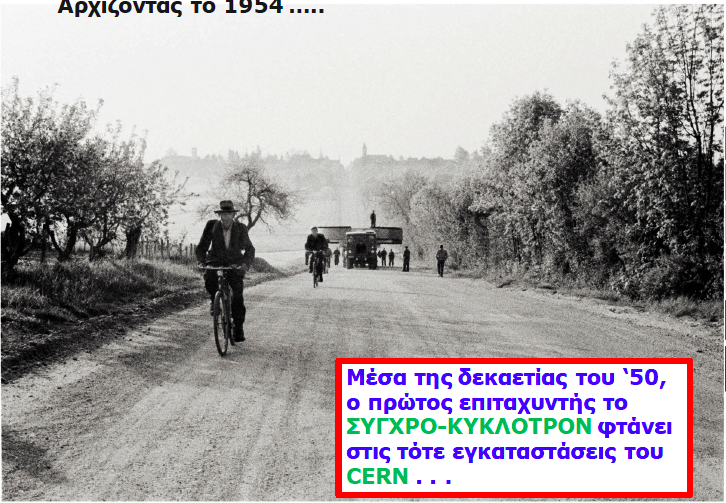 Αρχίζοντας το 1954 .....
Μέσα της δεκαετίας του ‘50,
ο πρώτος επιταχυντής το
ΣΥΓΧΡΟ-ΚΥΚΛΟΤΡΟΝ φτάνει
στις τότε εγκαταστάσεις του
CERN . . .